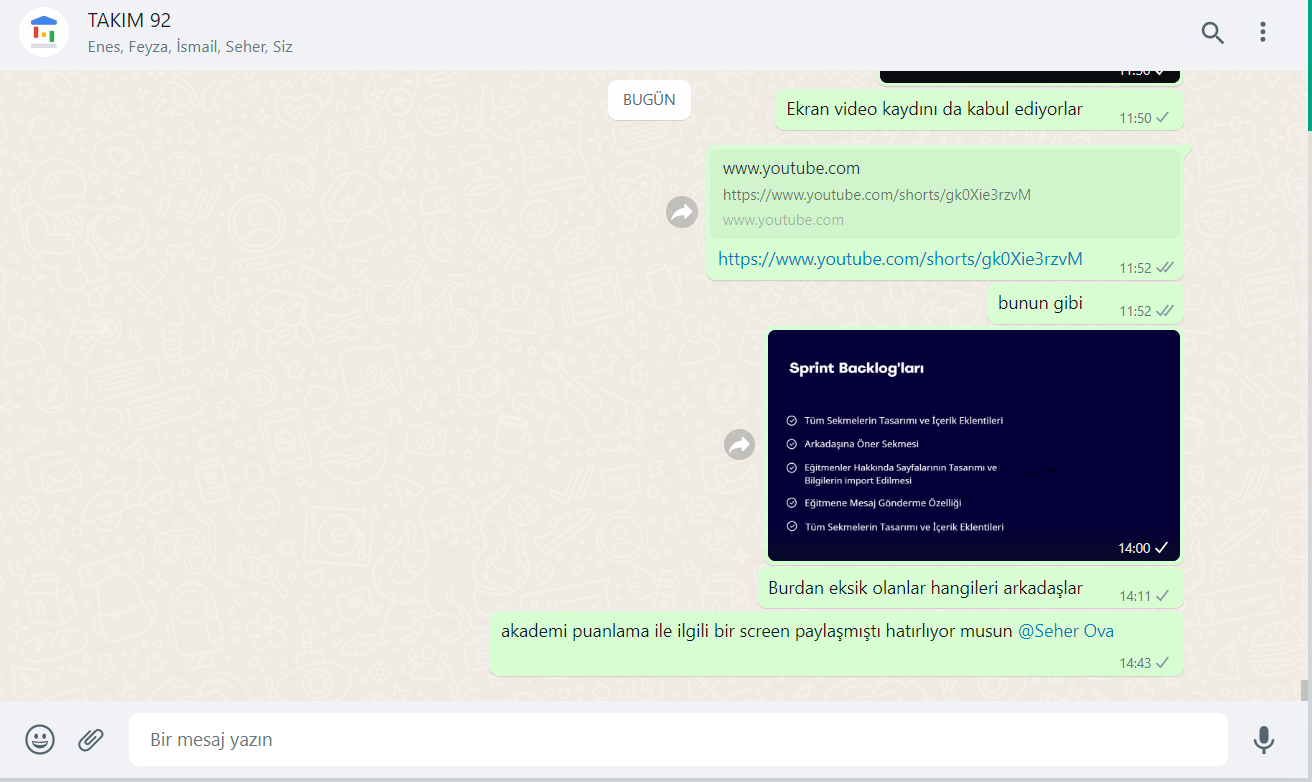 TAKIM 92
Enes, Feyza, İsmail, Seher, Siz
11:50
BUGÜN
Ekran video kaydını da kabul ediyorlar
11:50
www.youtube.com
https://www.youtube.com/shorts/gk0Xie3rzvM
www.youtube.com
https://www.youtube.com/shorts/gk0Xie3rzvM
11:52
bunun gibi
11:52
Sprint Backlog'ları
Tüm Sekmelerin Tasarımı ve İçerik Eklentileri
Arkadaşına Öner Sekmesi
Eğitmenler Hakkında Sayfalarının Tasarımı ve
Bilgilerin import Edilmesi
Eğitmene Mesaj Gönderme Özelliği
Tüm Sekmelerin Tasarımı ve İçerik Eklentileri
14:00
Burdan eksik olanlar hangileri arkadaşlar
14:11
akademi puanlama ile ilgili bir screen paylaşmıştı hatırlıyor musun @Seher Ova
14:43
Bir mesaj yazın